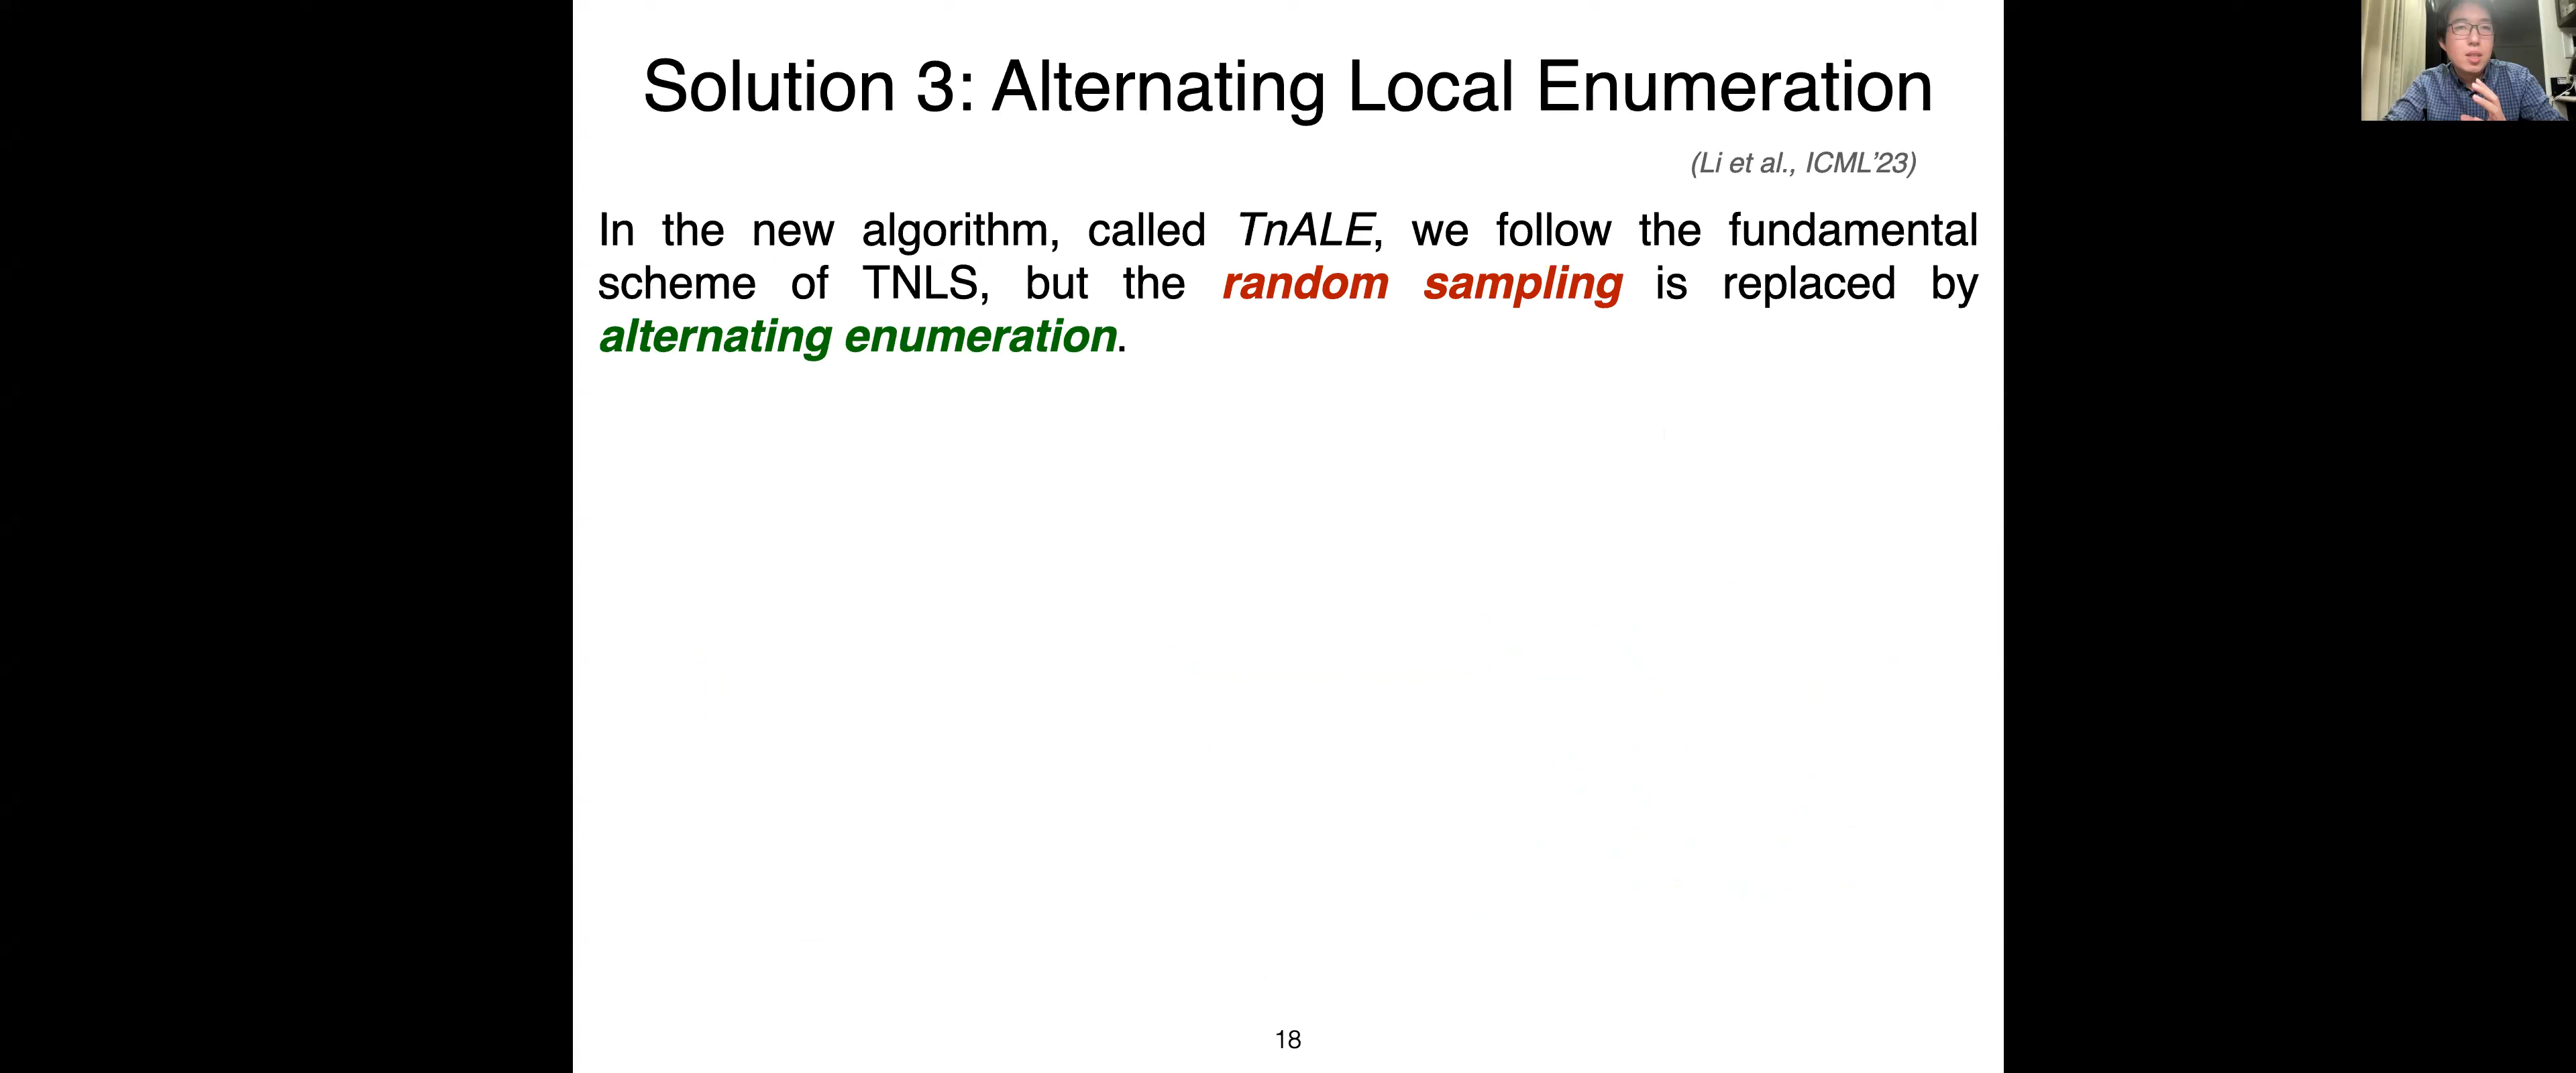 Solution 3: Alternating Local Enumeration
(Li et al., ICML’23)
In the new algorithm, called TnALE, we follow the fundamental
scheme of TNLS, but the random sampling is replaced by
alternating enumeration.
18